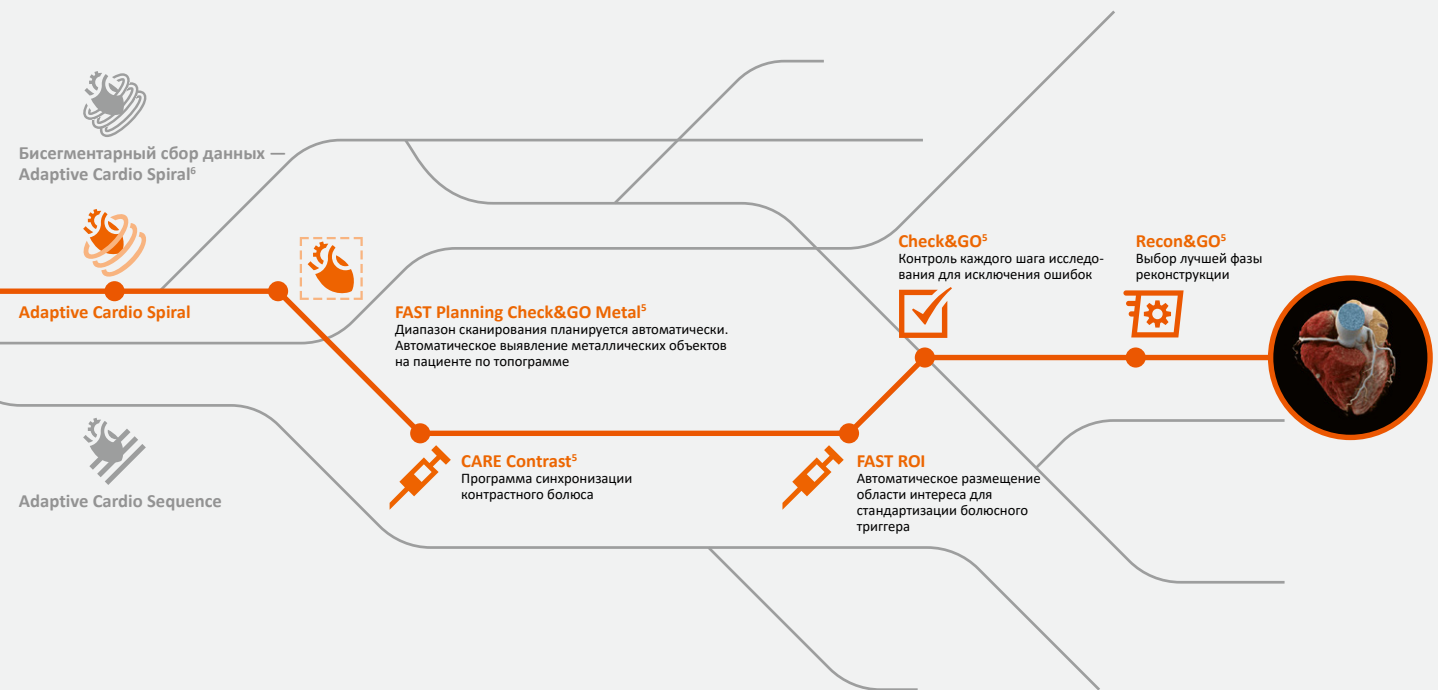 Бисегментарный сбор данных —
Adaptive Cardio Spiral⁶
Adaptive Cardio Spiral
Adaptive Cardio Sequence
FAST Planning Check&GO Metal⁵
Диапазон сканирования планируется автоматически.
Автоматическое выявление металлических объектов
на пациенте по топограмме
CARE Contrast⁵
Программа синхронизации
контрастного болюса
FAST ROI
Автоматическое размещение
области интереса для
стандартизации болюсного
триггера
Check&GO⁵
Контроль каждого шага исследо-
вания для исключения ошибок
Recon&GO⁵
Выбор лучшей фазы
реконструкции